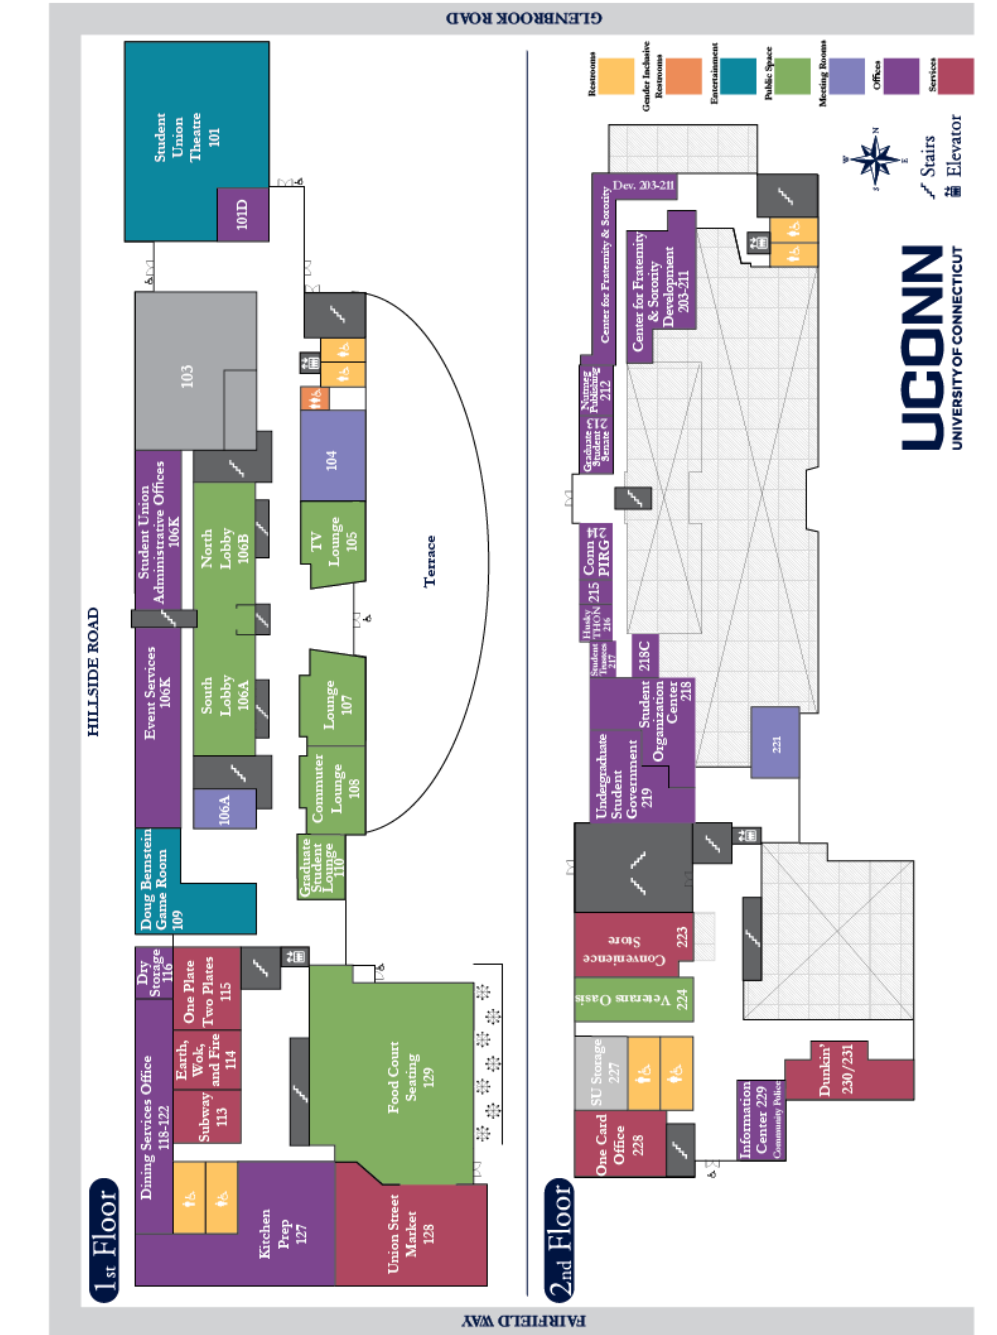 GLENBROOK ROAD
HILLSIDE ROAD
FAIRFIELD WAY
1st Floor
Student
Union
Theatre
101
101D
103
Student Union
Administrative Offices
106K
Event Services
106K
North
Lobby
106B
South
Lobby
106A
106A
104
TV
Lounge
105
Terrace
Lounge
107
Commuter
Lounge
108
Graduate
Student
Lounge
110
Doug Bernstein
Game Room
109
Dry
Storage
116
One Plate
Two Plates
115
Earth,
Wok,
and Fire
114
Subway
113
Dining Services Office
118-122
Kitchen
Prep
127
Union Street
Market
128
Food Court
Seating
129
2nd Floor
Dev. 203-211
Center for Fraternity & Sorority
Center for Fraternity
& Sorority
Development
203-211
Nutmeg
Publishing
212
Graduate
Student
Senate
213
Conn
PIRG
214
215
Husky
THON
216
Student
Trustees
217
218C
Student
Organization
Center 218
Undergraduate
Student
Government
219
221
Convenience
Store
223
Veterans Oasis
224
SU Storage
227
One Card
Office
228
Information
Center 229
Community Police
Dunkin'
230/231
Restrooms
Gender Inclusive
Restrooms
Entertainment
Public Space
Meeting Rooms
Offices
Services
N
E
S
W
Stairs
Elevator
UCONN
UNIVERSITY OF CONNECTICUT